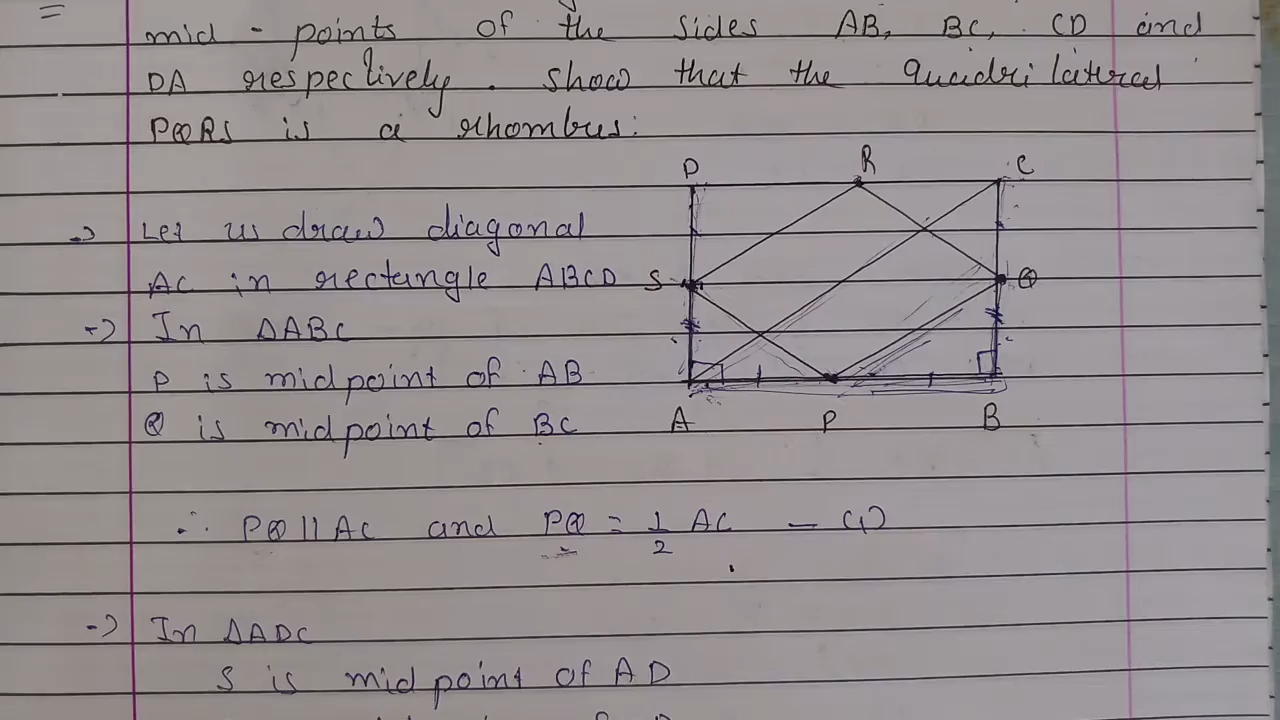 =
mid - points of the sides AB, BC, CD and
DA respectively. show that the quadrilateral
PQRS is a rhombus.
D R C
-> Let us draw diagonal
AC in rectangle ABCD
S Q
-> In ΔABC
P is midpoint of AB
Q is midpoint of BC
A P B
∴ PQ || AC and PQ = 1/2 AC — (1)
-> In ΔADC
S is midpoint of AD